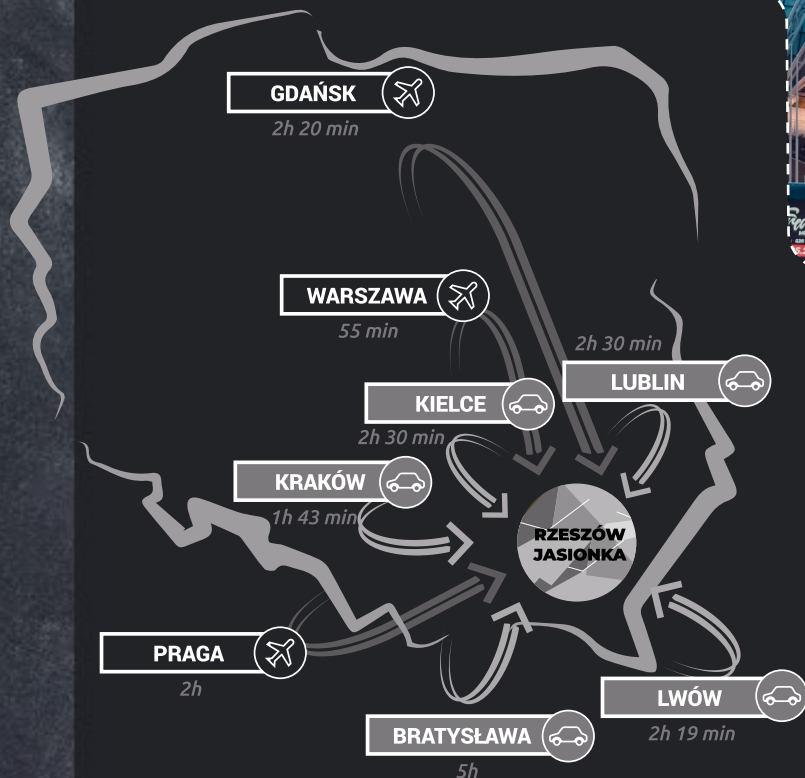 GDAŃSK
2h 20 min
WARSZAWA
55 min
2h 30 min
LUBLIN
KIELCE
2h 30 min
KRAKÓW
1h 43 min
RZESZÓW
JASIONKA
PRAGA
2h
LWÓW
2h 19 min
BRATYSŁAWA
5h